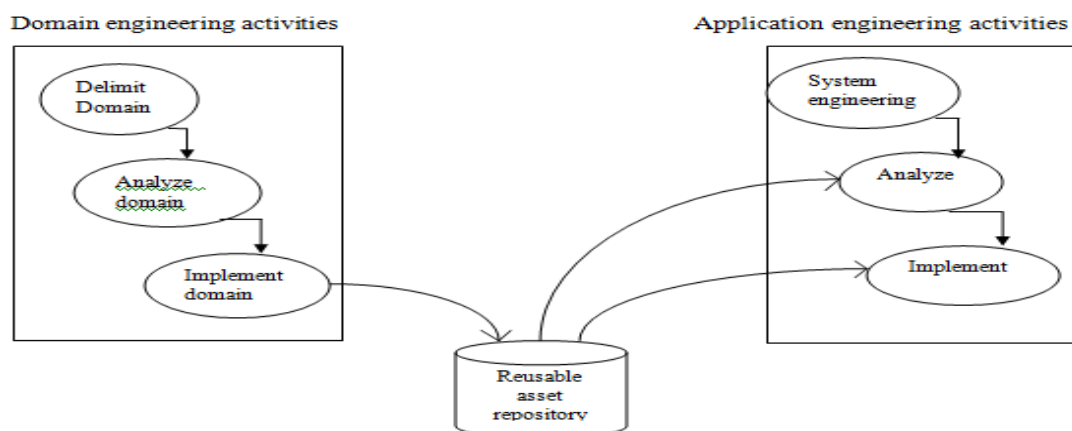 Domain engineering activities
Application engineering activities
Delimit
Domain
Analyze
domain
Implement
domain
System
engineering
Analyze
Implement
Reusable
asset
repository